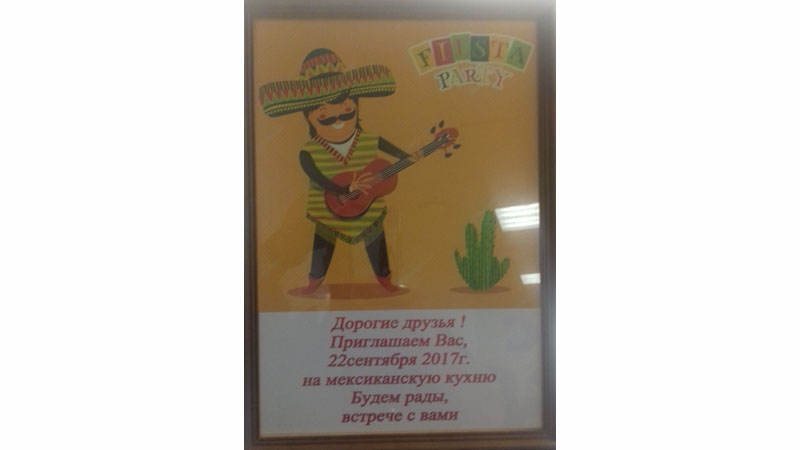 FIESTA
PARTY
Дорогие друзья !
Приглашаем Вас,
22сентября 2017г.
на мексиканскую кухню
Будем рады,
встрече с вами